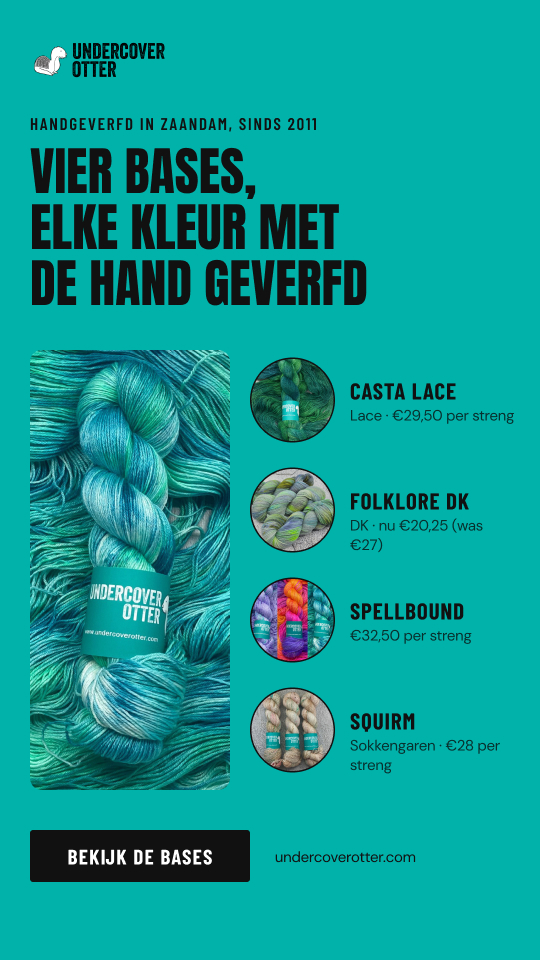 UNDERCOVER
OTTER
HANDGEVERFD IN ZAANDAM, SINDS 2011
VIER BASES,
ELKE KLEUR MET
DE HAND GEVERFD
UNDERCOVER
OTTER
www.undercoverotter.com
CASTA LACE
Lace · €29,50 per streng
FOLKLORE DK
DK · nu €20,25 (was
€27)
SPELLBOUND
€32,50 per streng
SQUIRM
Sokkengaren · €28 per
streng
BEKIJK DE BASES
undercoverotter.com